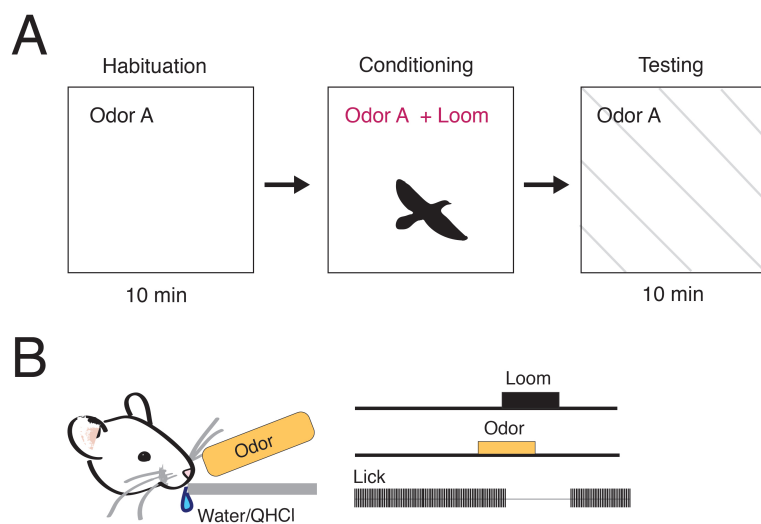 A
Habituation
Conditioning
Testing
Odor A
Odor A + Loom
Odor A
10 min
10 min
B
Loom
Odor
Odor
Lick
Water/QHCl